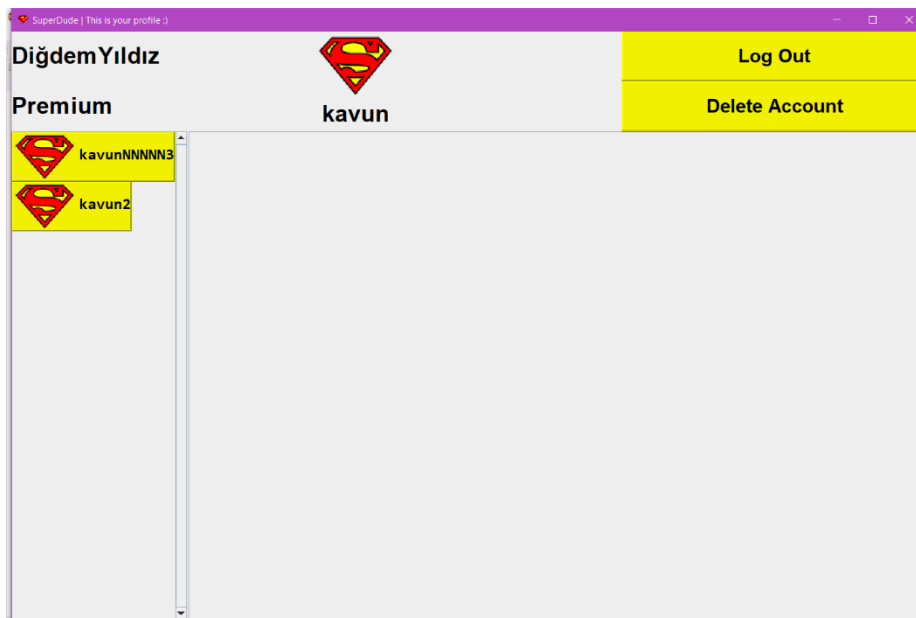 SuperDude | This is your profile :)
DiğdemYıldız
Premium
kavun
Log Out
Delete Account
kavunNNNNN3
kavun2